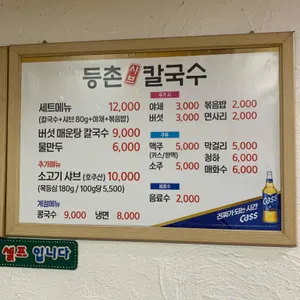 등촌 샤브 칼국수
세트메뉴 12,000
(칼국수+샤브 80g+야채+볶음밥)
버섯 매운탕 칼국수 9,000
물만두 6,000
추가메뉴
소고기 샤브 (호주산) 10,000
(목등심 180g / 100g당 5,500)
계절메뉴
콩국수 9,000 냉면 8,000
추가 시
야채 3,000 볶음밥 2,000
버섯 3,000 면사리 2,000
주류
맥주 5,000 막걸리 5,000
(카스/한맥) 청하 6,000
소주 5,000 매화수 6,000
음료수
음료수 2,000
진짜가 되는 시간
Cass
Cass
셀프 입니다